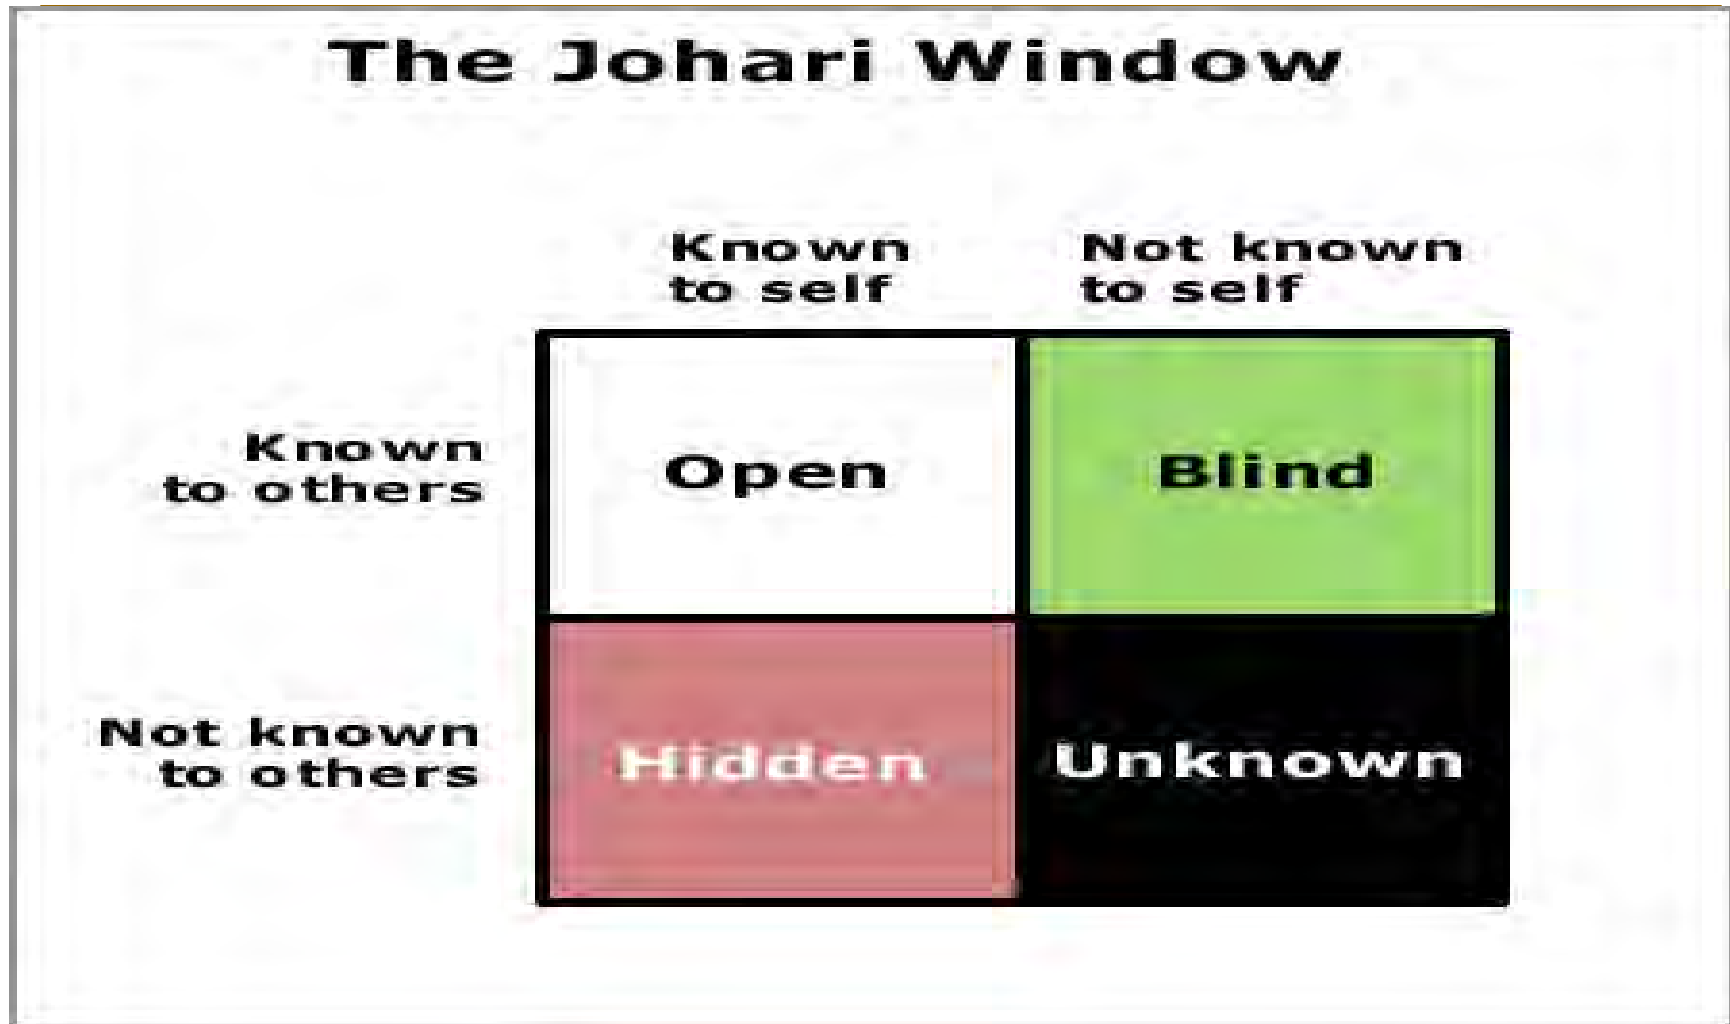 The Johari Window
Known
to self
Not known
to self
Known
to others
Open
Blind
Not known
to others
Hidden
Unknown